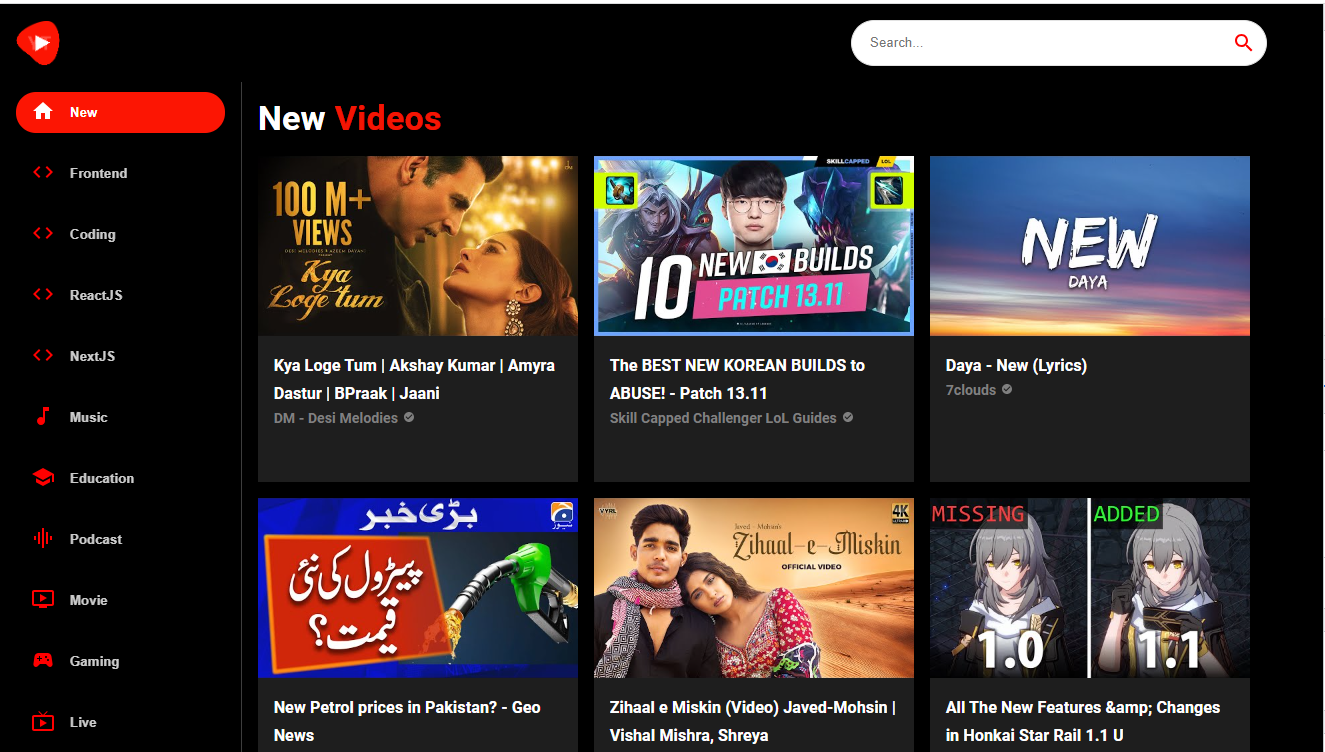 Search...
New
Frontend
Coding
ReactJS
NextJS
Music
Education
Podcast
Movie
Gaming
Live
New Videos
100 M+
VIEWS
Kya
Loge tum
Kya Loge Tum | Akshay Kumar | Amyra
Dastur | BPraak | Jaani
DM - Desi Melodies
SKILLCAPPED
LOL
10 NEW BUILDS
PATCH 13.11
The BEST NEW KOREAN BUILDS to
ABUSE! - Patch 13.11
Skill Capped Challenger LoL Guides
NEW
DAYA
Daya - New (Lyrics)
7clouds
بڑی خبر
پیٹرول کی نئی
قیمت؟
New Petrol prices in Pakistan? - Geo
News
VYRL
4K
Javed - Mohsin's
Zihaal-e-Miskin
OFFICIAL VIDEO
Zihaal e Miskin (Video) Javed-Mohsin |
Vishal Mishra, Shreya
MISSING
ADDED
1.0
1.1
All The New Features &amp; Changes
in Honkai Star Rail 1.1 U